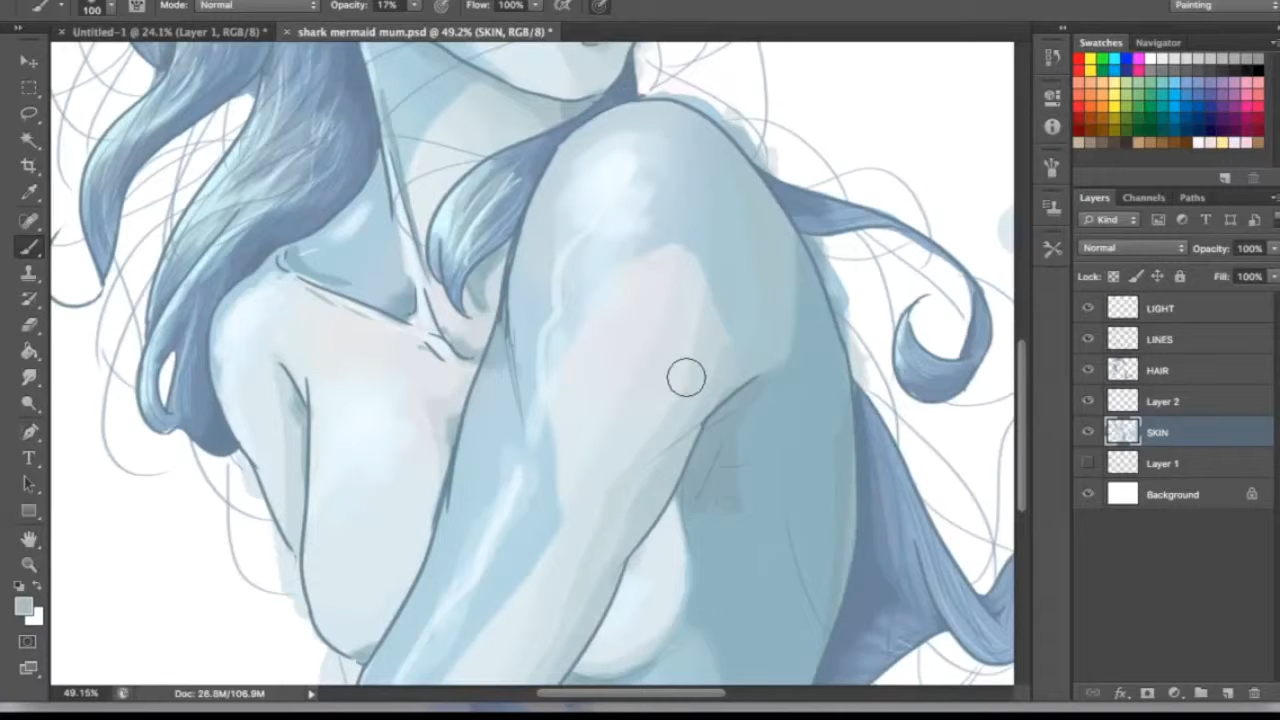 100 Mode: Normal Opacity: 17% Flow: 100% Painting
Untitled-1 @ 24.1% (Layer 1, RGB/8) * shark mermaid mum.psd @ 49.2% (SKIN, RGB/8) *
Swatches Navigator
Layers Channels Paths
Kind
Normal Opacity: 100%
Lock: Fill: 100%
LIGHT
LINES
HAIR
Layer 2
SKIN
Layer 1
Background
49.15% Doc: 28.8M/106.9M